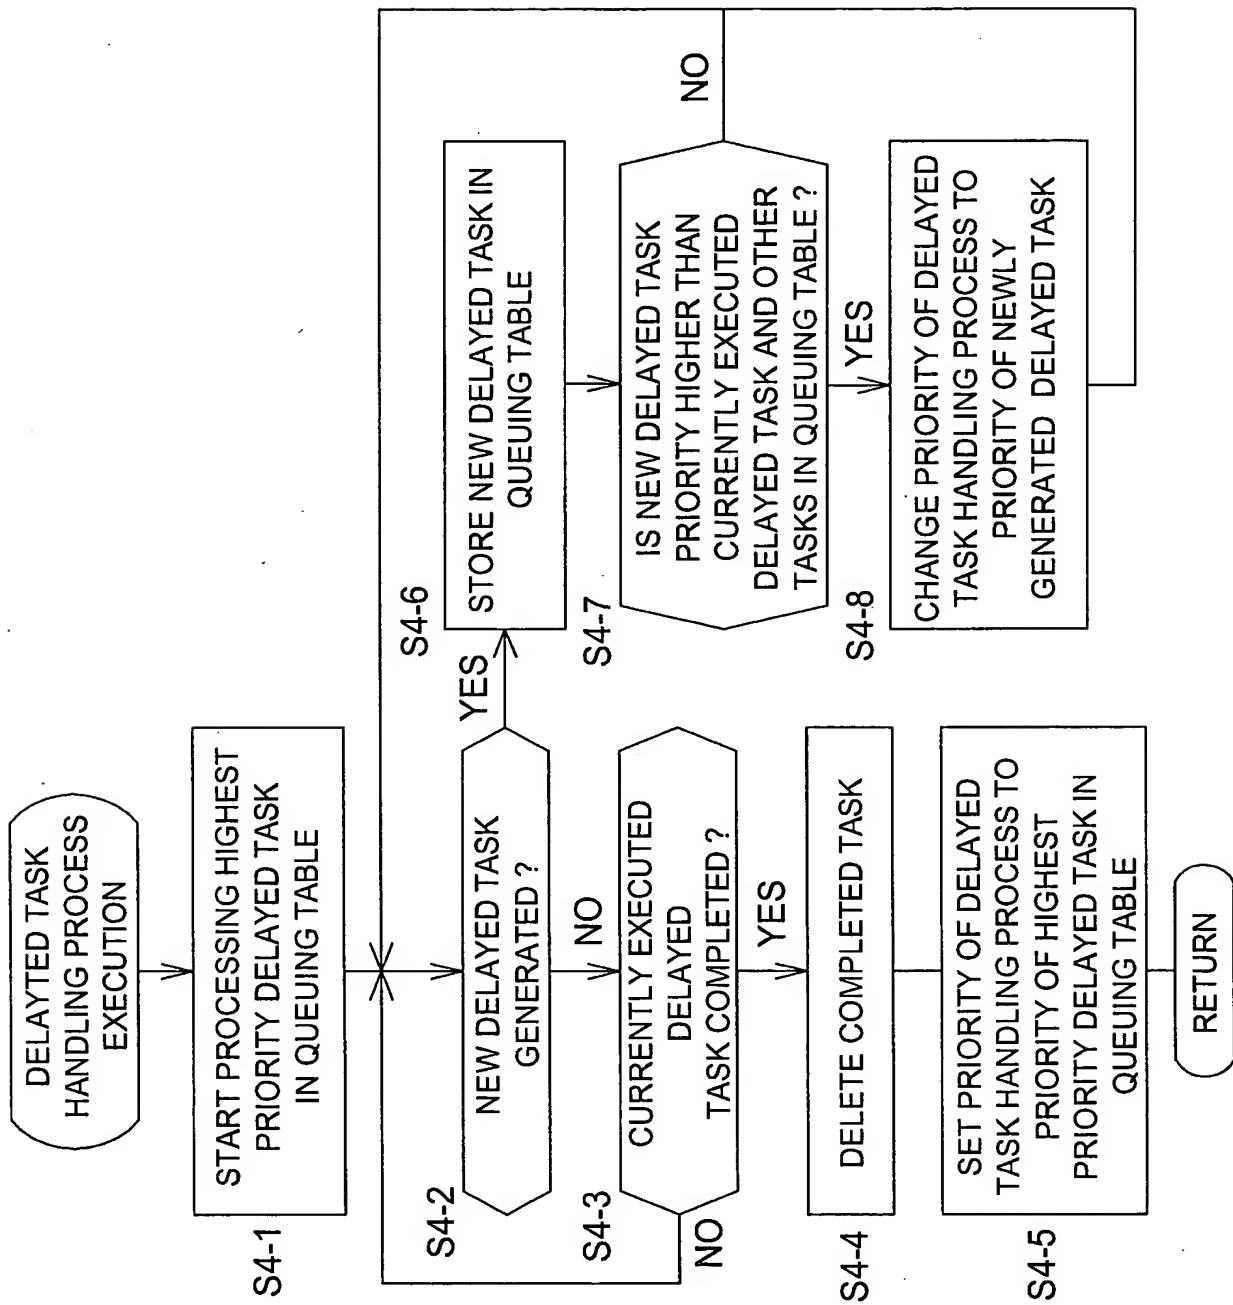 DELAYTED TASK
HANDLING PROCESS
EXECUTION
S4-1
START PROCESSING HIGHEST
PRIORITY DELAYED TASK
IN QUEUING TABLE
S4-2
NEW DELAYED TASK
GENERATED ?
YES
NO
S4-3
CURRENTLY EXECUTED
DELAYED
TASK COMPLETED ?
NO
YES
S4-4
DELETE COMPLETED TASK
S4-5
SET PRIORITY OF DELAYED
TASK HANDLING PROCESS TO
PRIORITY OF HIGHEST
PRIORITY DELAYED TASK IN
QUEUING TABLE
RETURN
S4-6
STORE NEW DELAYED TASK IN
QUEUING TABLE
S4-7
IS NEW DELAYED TASK
PRIORITY HIGHER THAN
CURRENTLY EXECUTED
DELAYED TASK AND OTHER
TASKS IN QUEUING TABLE ?
NO
YES
S4-8
CHANGE PRIORITY OF DELAYED
TASK HANDLING PROCESS TO
PRIORITY OF NEWLY
GENERATED DELAYED TASK